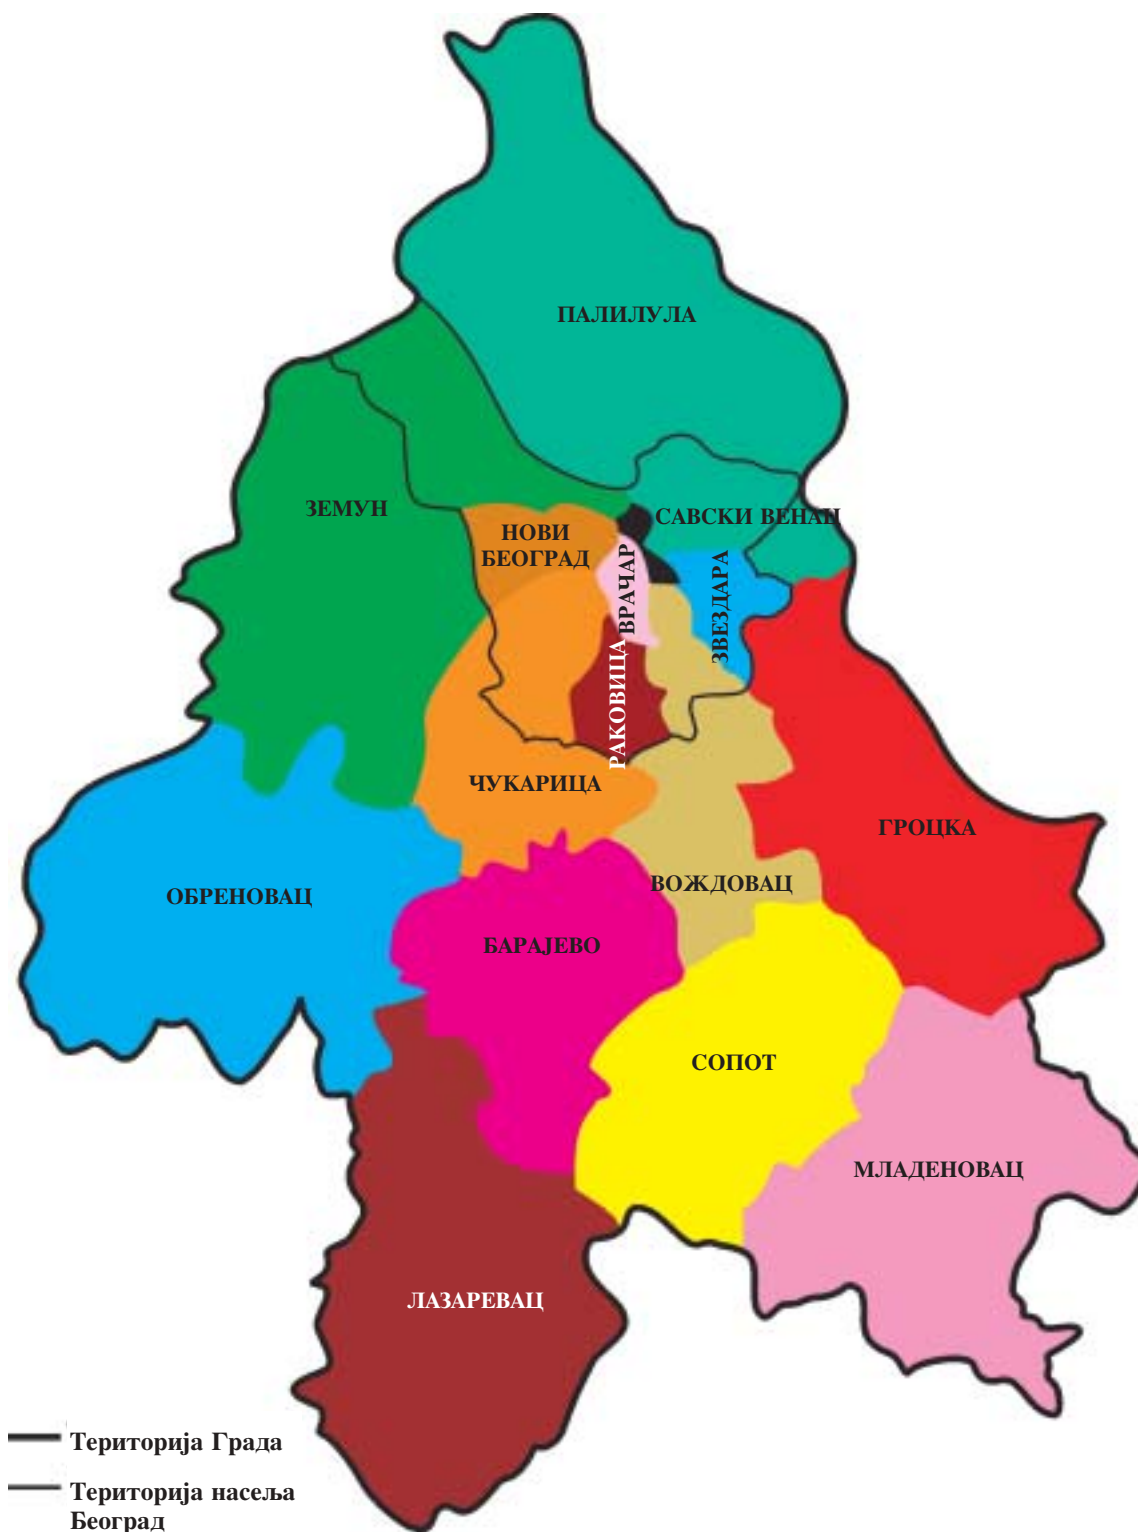 ПАЛИЛУЛА
ЗЕМУН
САВСКИ ВЕНАЦ
НОВИ
БЕОГРАД
ВРАЧАР
ЗВЕЗДАРА
РАКОВИЦА
ЧУКАРИЦА
ГРОЦКА
ОБРЕНОВАЦ
ВОЖДОВАЦ
БАРАЈЕВО
СОПОТ
МЛАДЕНОВАЦ
ЛАЗАРЕВАЦ
Територија Града
Територија насеља
Београд